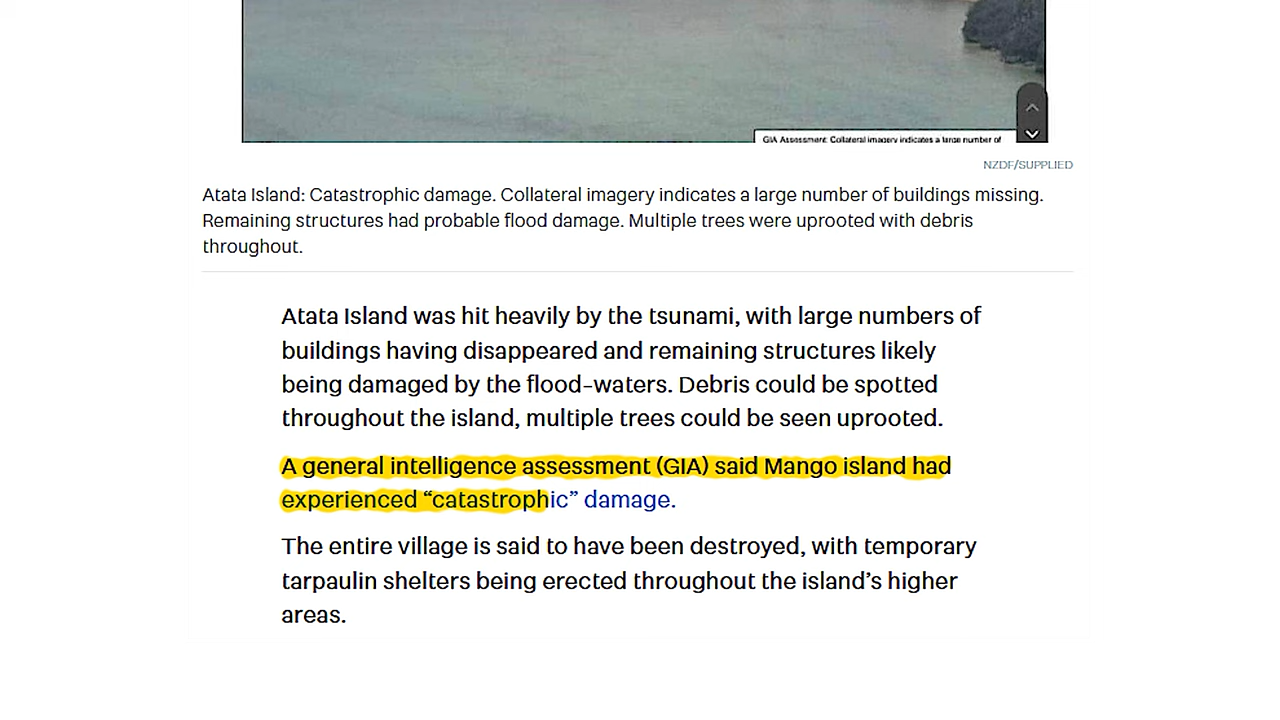 GIA Assessment: Collateral imagery indicates a large number of
NZDF/SUPPLIED
Atata Island: Catastrophic damage. Collateral imagery indicates a large number of buildings missing.
Remaining structures had probable flood damage. Multiple trees were uprooted with debris
throughout.
Atata Island was hit heavily by the tsunami, with large numbers of
buildings having disappeared and remaining structures likely
being damaged by the flood-waters. Debris could be spotted
throughout the island, multiple trees could be seen uprooted.
A general intelligence assessment (GIA) said Mango island had
experienced “catastrophic” damage.
The entire village is said to have been destroyed, with temporary
tarpaulin shelters being erected throughout the island’s higher
areas.